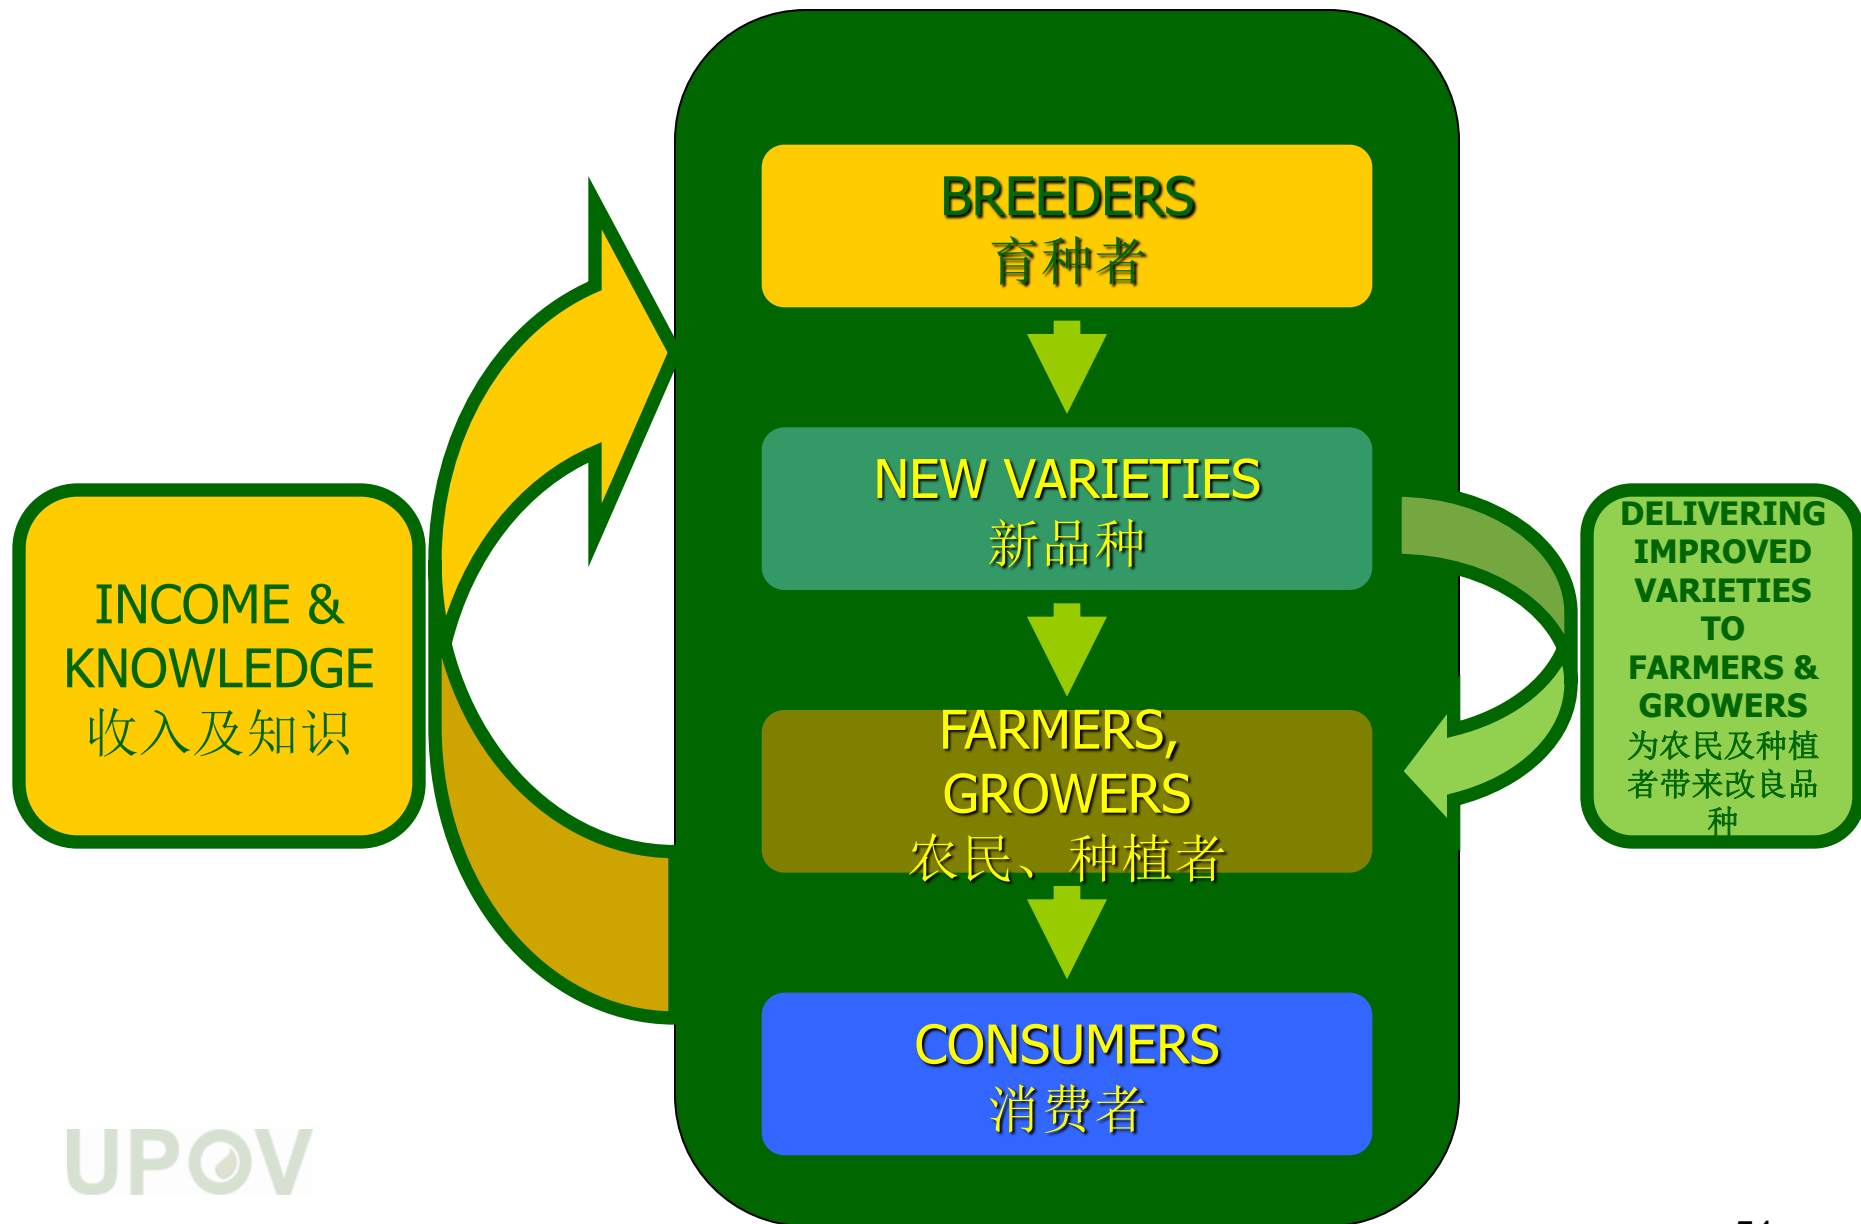 BREEDERS
育种者
NEW VARIETIES
新品种
FARMERS,
GROWERS
农民、种植者
CONSUMERS
消费者
INCOME &
KNOWLEDGE
收入及知识
DELIVERING
IMPROVED
VARIETIES
TO
FARMERS &
GROWERS
为农民及种植
者带来改良品
种
UPOV